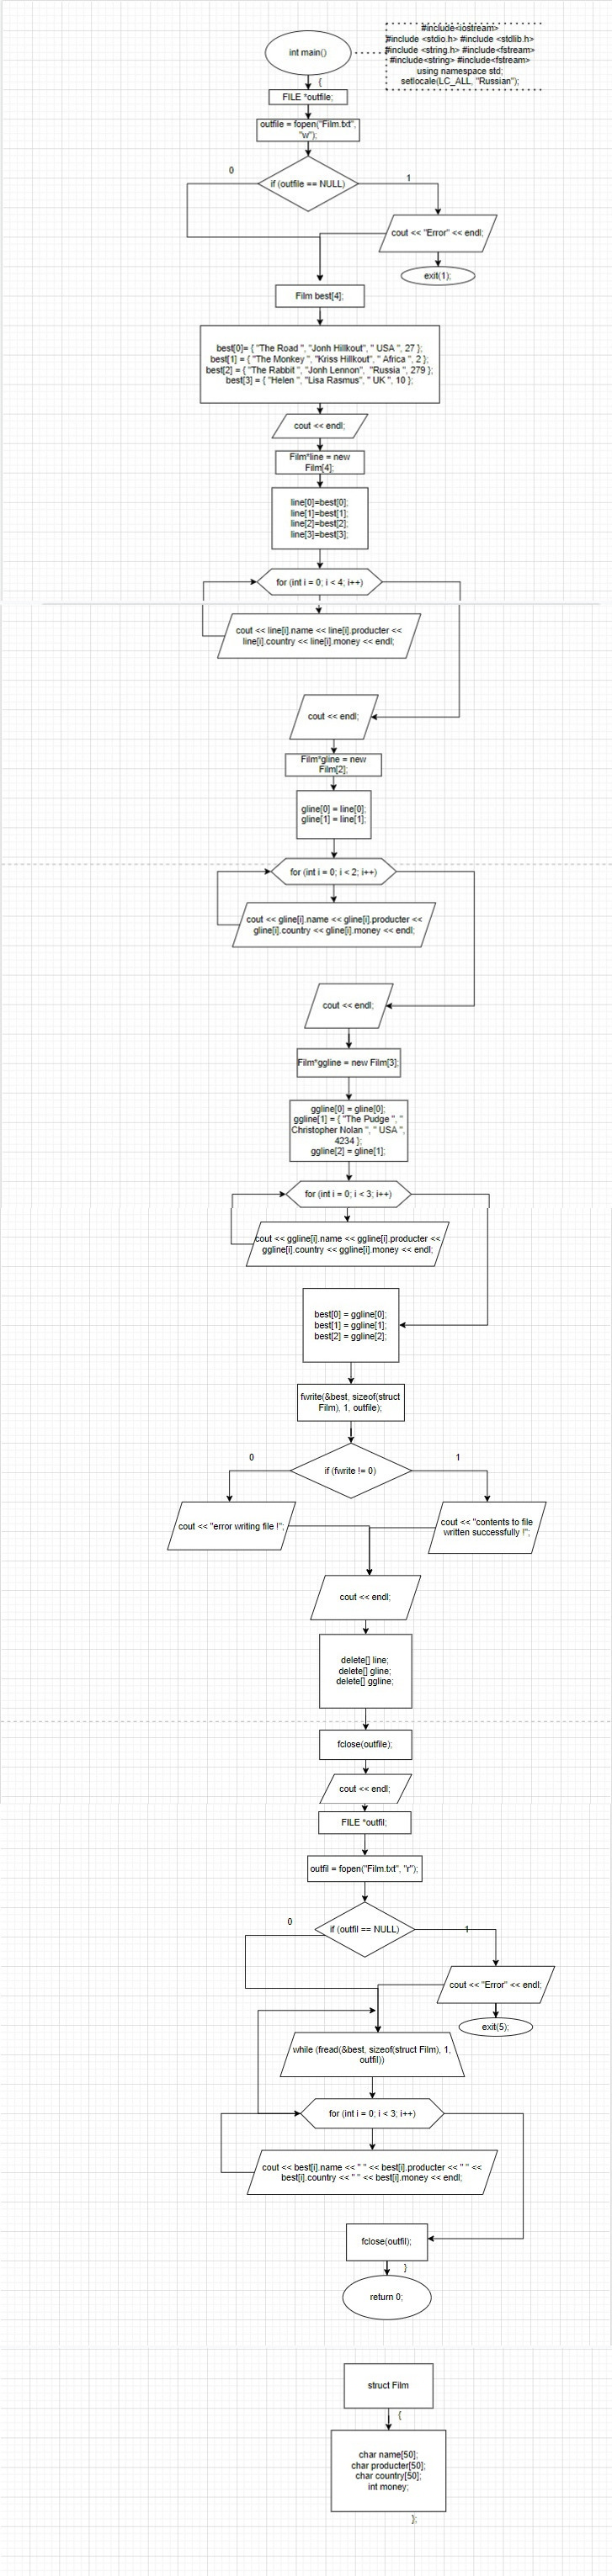 int main()
#include<iostream>
#include <stdio.h> #include <stdlib.h>
#include <string.h> #include<fstream>
#include<string> #include<fstream>
using namespace std;
setlocale(LC_ALL, "Russian");
{
FILE *outfile;
outfile = fopen("Film.txt",
"w");
0
if (outfile == NULL)
1
cout << "Error" << endl;
exit(1);
Film best[4];
best[0]= { "The Road ", "Jonh Hillkout", " USA ", 27 };
best[1] = { "The Monkey ", "Kriss Hillkout", " Africa ", 2 };
best[2] = { "The Rabbit ", "Jonh Lennon",  "Russia ", 279 };
best[3] = { "Helen ", "Lisa Rasmus", " UK ", 10 };
cout << endl;
Film*line = new
Film[4];
line[0]=best[0];
line[1]=best[1];
line[2]=best[2];
line[3]=best[3];
for (int i = 0; i < 4; i++)
cout << line[i].name << line[i].producter <<
line[i].country << line[i].money << endl;
cout << endl;
Film*gline = new
Film[2];
gline[0] = line[0];
gline[1] = line[1];
for (int i = 0; i < 2; i++)
cout << gline[i].name << gline[i].producter <<
gline[i].country << gline[i].money << endl;
cout << endl;
Film*ggline = new Film[3];
ggline[0] = gline[0];
ggline[1] = { "The Pudge ", "
Christopher Nolan ", " USA ",
4234 };
ggline[2] = gline[1];
for (int i = 0; i < 3; i++)
cout << ggline[i].name << ggline[i].producter <<
ggline[i].country << ggline[i].money << endl;
best[0] = ggline[0];
best[1] = ggline[1];
best[2] = ggline[2];
fwrite(&best, sizeof(struct
Film), 1, outfile);
0
if (fwrite != 0)
1
cout << "error writing file !";
cout << "contents to file
written successfully !";
cout << endl;
delete[] line;
delete[] gline;
delete[] ggline;
fclose(outfile);
cout << endl;
FILE *outfil;
outfil = fopen("Film.txt", "r");
0
if (outfil == NULL)
1
cout << "Error" << endl;
exit(5);
while (fread(&best, sizeof(struct Film), 1,
outfil))
for (int i = 0; i < 3; i++)
cout << best[i].name << " " << best[i].producter << " " <<
best[i].country << " " << best[i].money << endl;
fclose(outfil);
}
return 0;
struct Film
{
char name[50];
char producter[50];
char country[50];
int money;
};